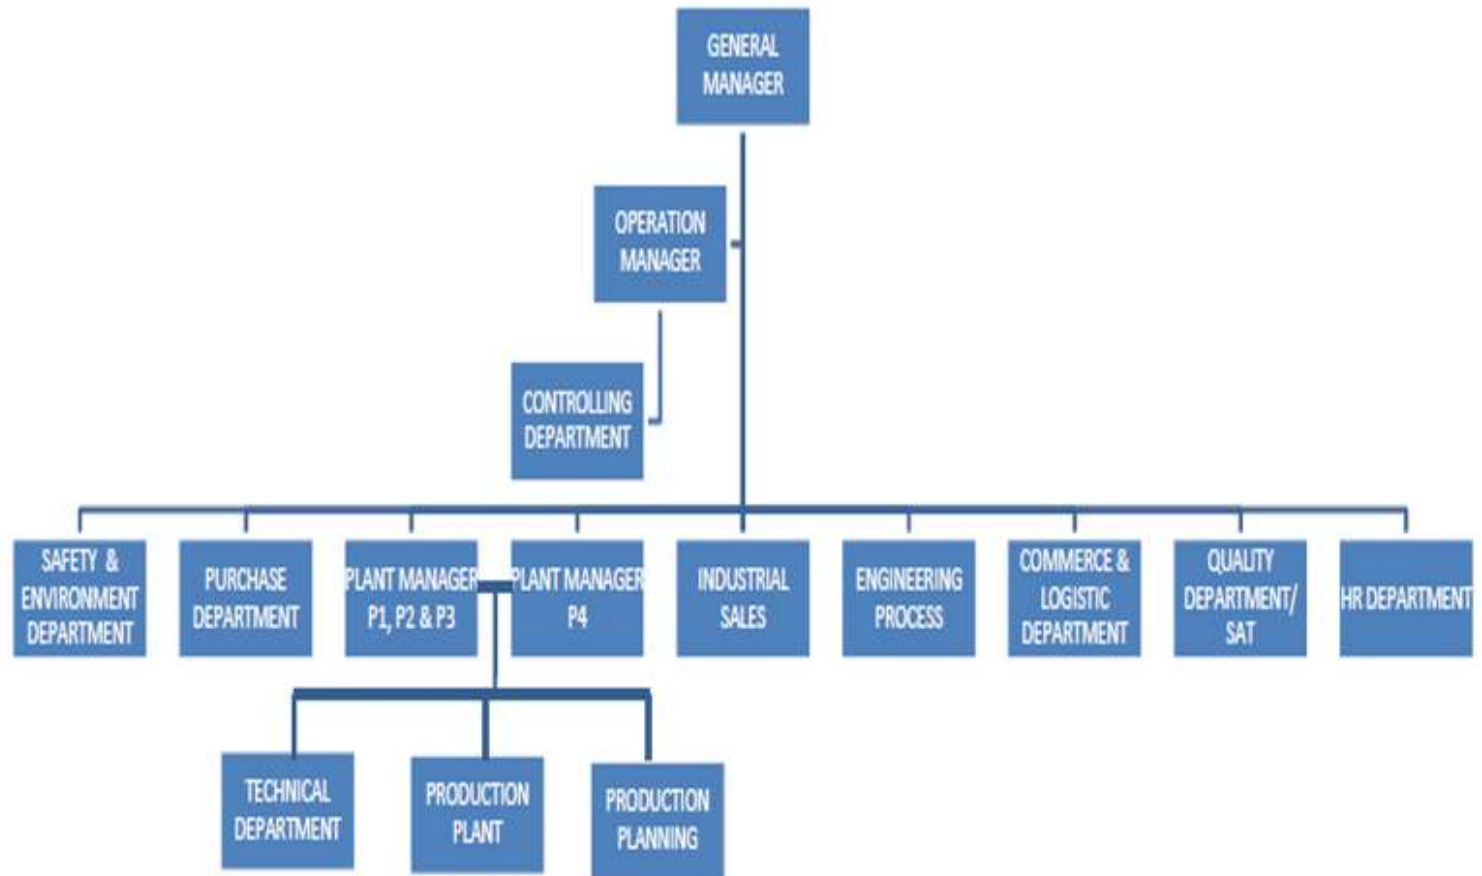 GENERAL
MANAGER
OPERATION
MANAGER
CONTROLLING
DEPARTMENT
SAFETY &
ENVIRONMENT
DEPARTMENT
PURCHASE
DEPARTMENT
PLANT MANAGER
P1, P2 & P3
PLANT MANAGER
P4
INDUSTRIAL
SALES
ENGINEERING
PROCESS
COMMERCE &
LOGISTIC
DEPARTMENT
QUALITY
DEPARTMENT/
SAT
HR DEPARTMENT
TECHNICAL
DEPARTMENT
PRODUCTION
PLANT
PRODUCTION
PLANNING